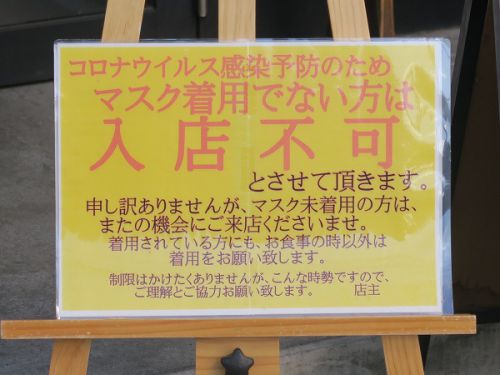 コロナウイルス感染予防のため
マスク着用でない方は
入店不可
とさせて頂きます。
申し訳ありませんが、マスク未着用の方は、
またの機会にご来店くださいませ。
着用されている方にも、お食事の時以外は
着用をお願い致します。
制限はかけたくありませんが、こんな時勢ですので、
ご理解とご協力お願い致します。 店主